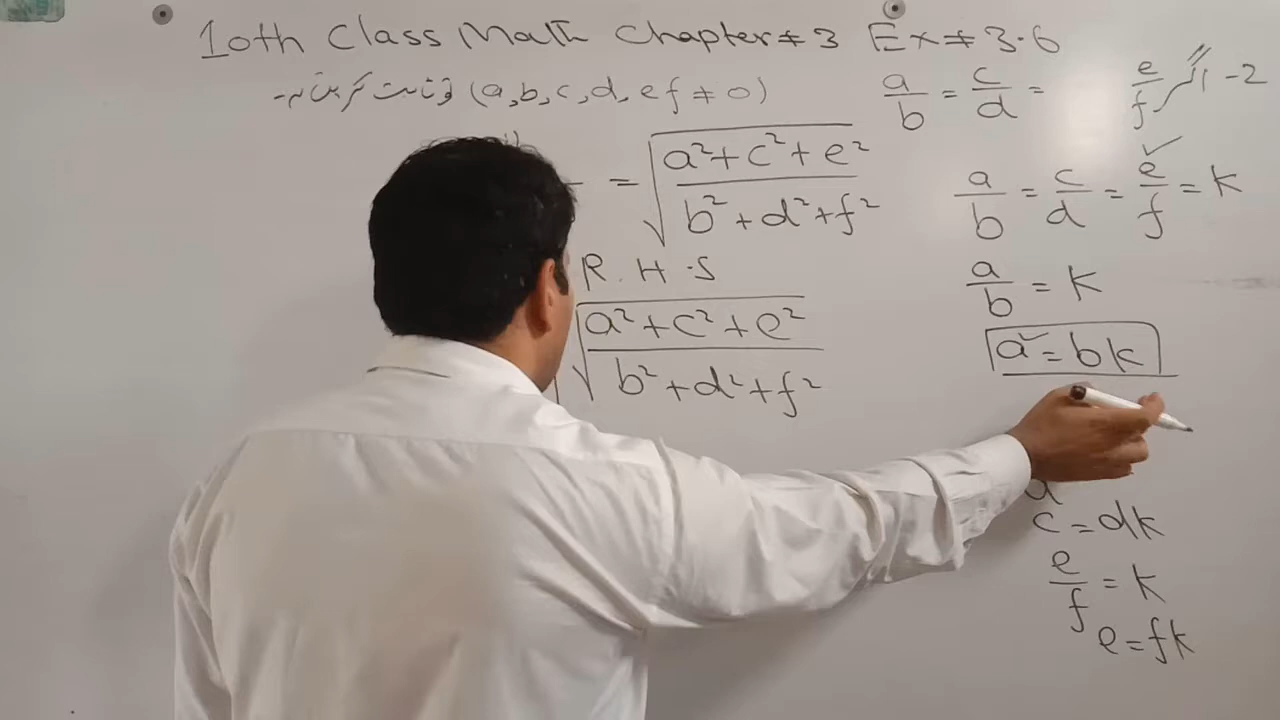 10th Class Math Chapter # 3 Ex # 3.6
2- اگر a/b = c/d = e/f
تو ثابت کریں کہ (a,b,c,d,e f ≠ 0)
= √(a²+c²+e² / b²+d²+f²)
a/b = c/d = e/f = k
R.H.S
√(a²+c²+e² / b²+d²+f²)
a/b = k
a = bk
c = dk
e/f = k
e = fk